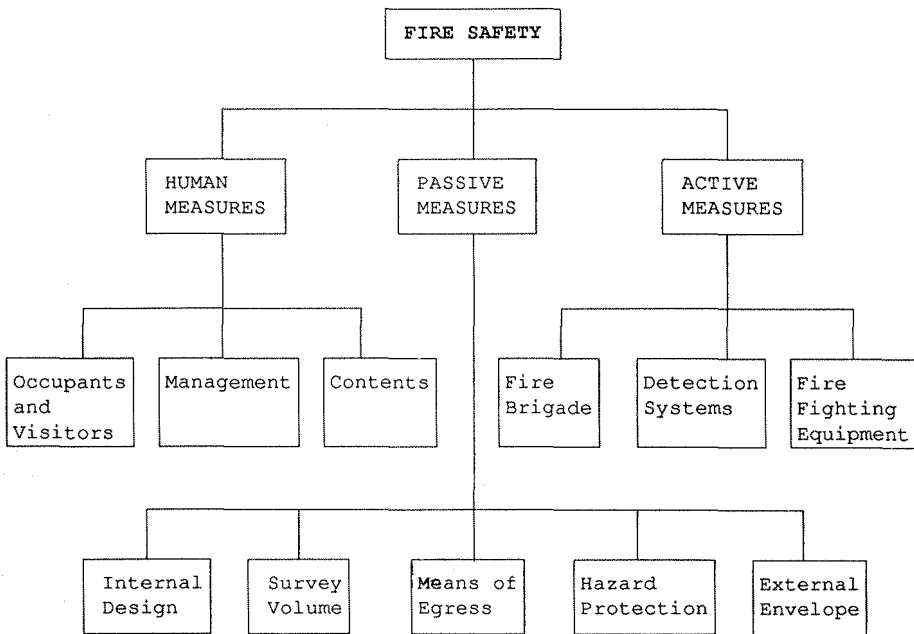 FIRE SAFETY
HUMAN
MEASURES
PASSIVE
MEASURES
ACTIVE
MEASURES
Occupants
and
Visitors
Management
Contents
Fire
Brigade
Detection
Systems
Fire
Fighting
Equipment
Internal
Design
Survey
Volume
Means of
Egress
Hazard
Protection
External
Envelope